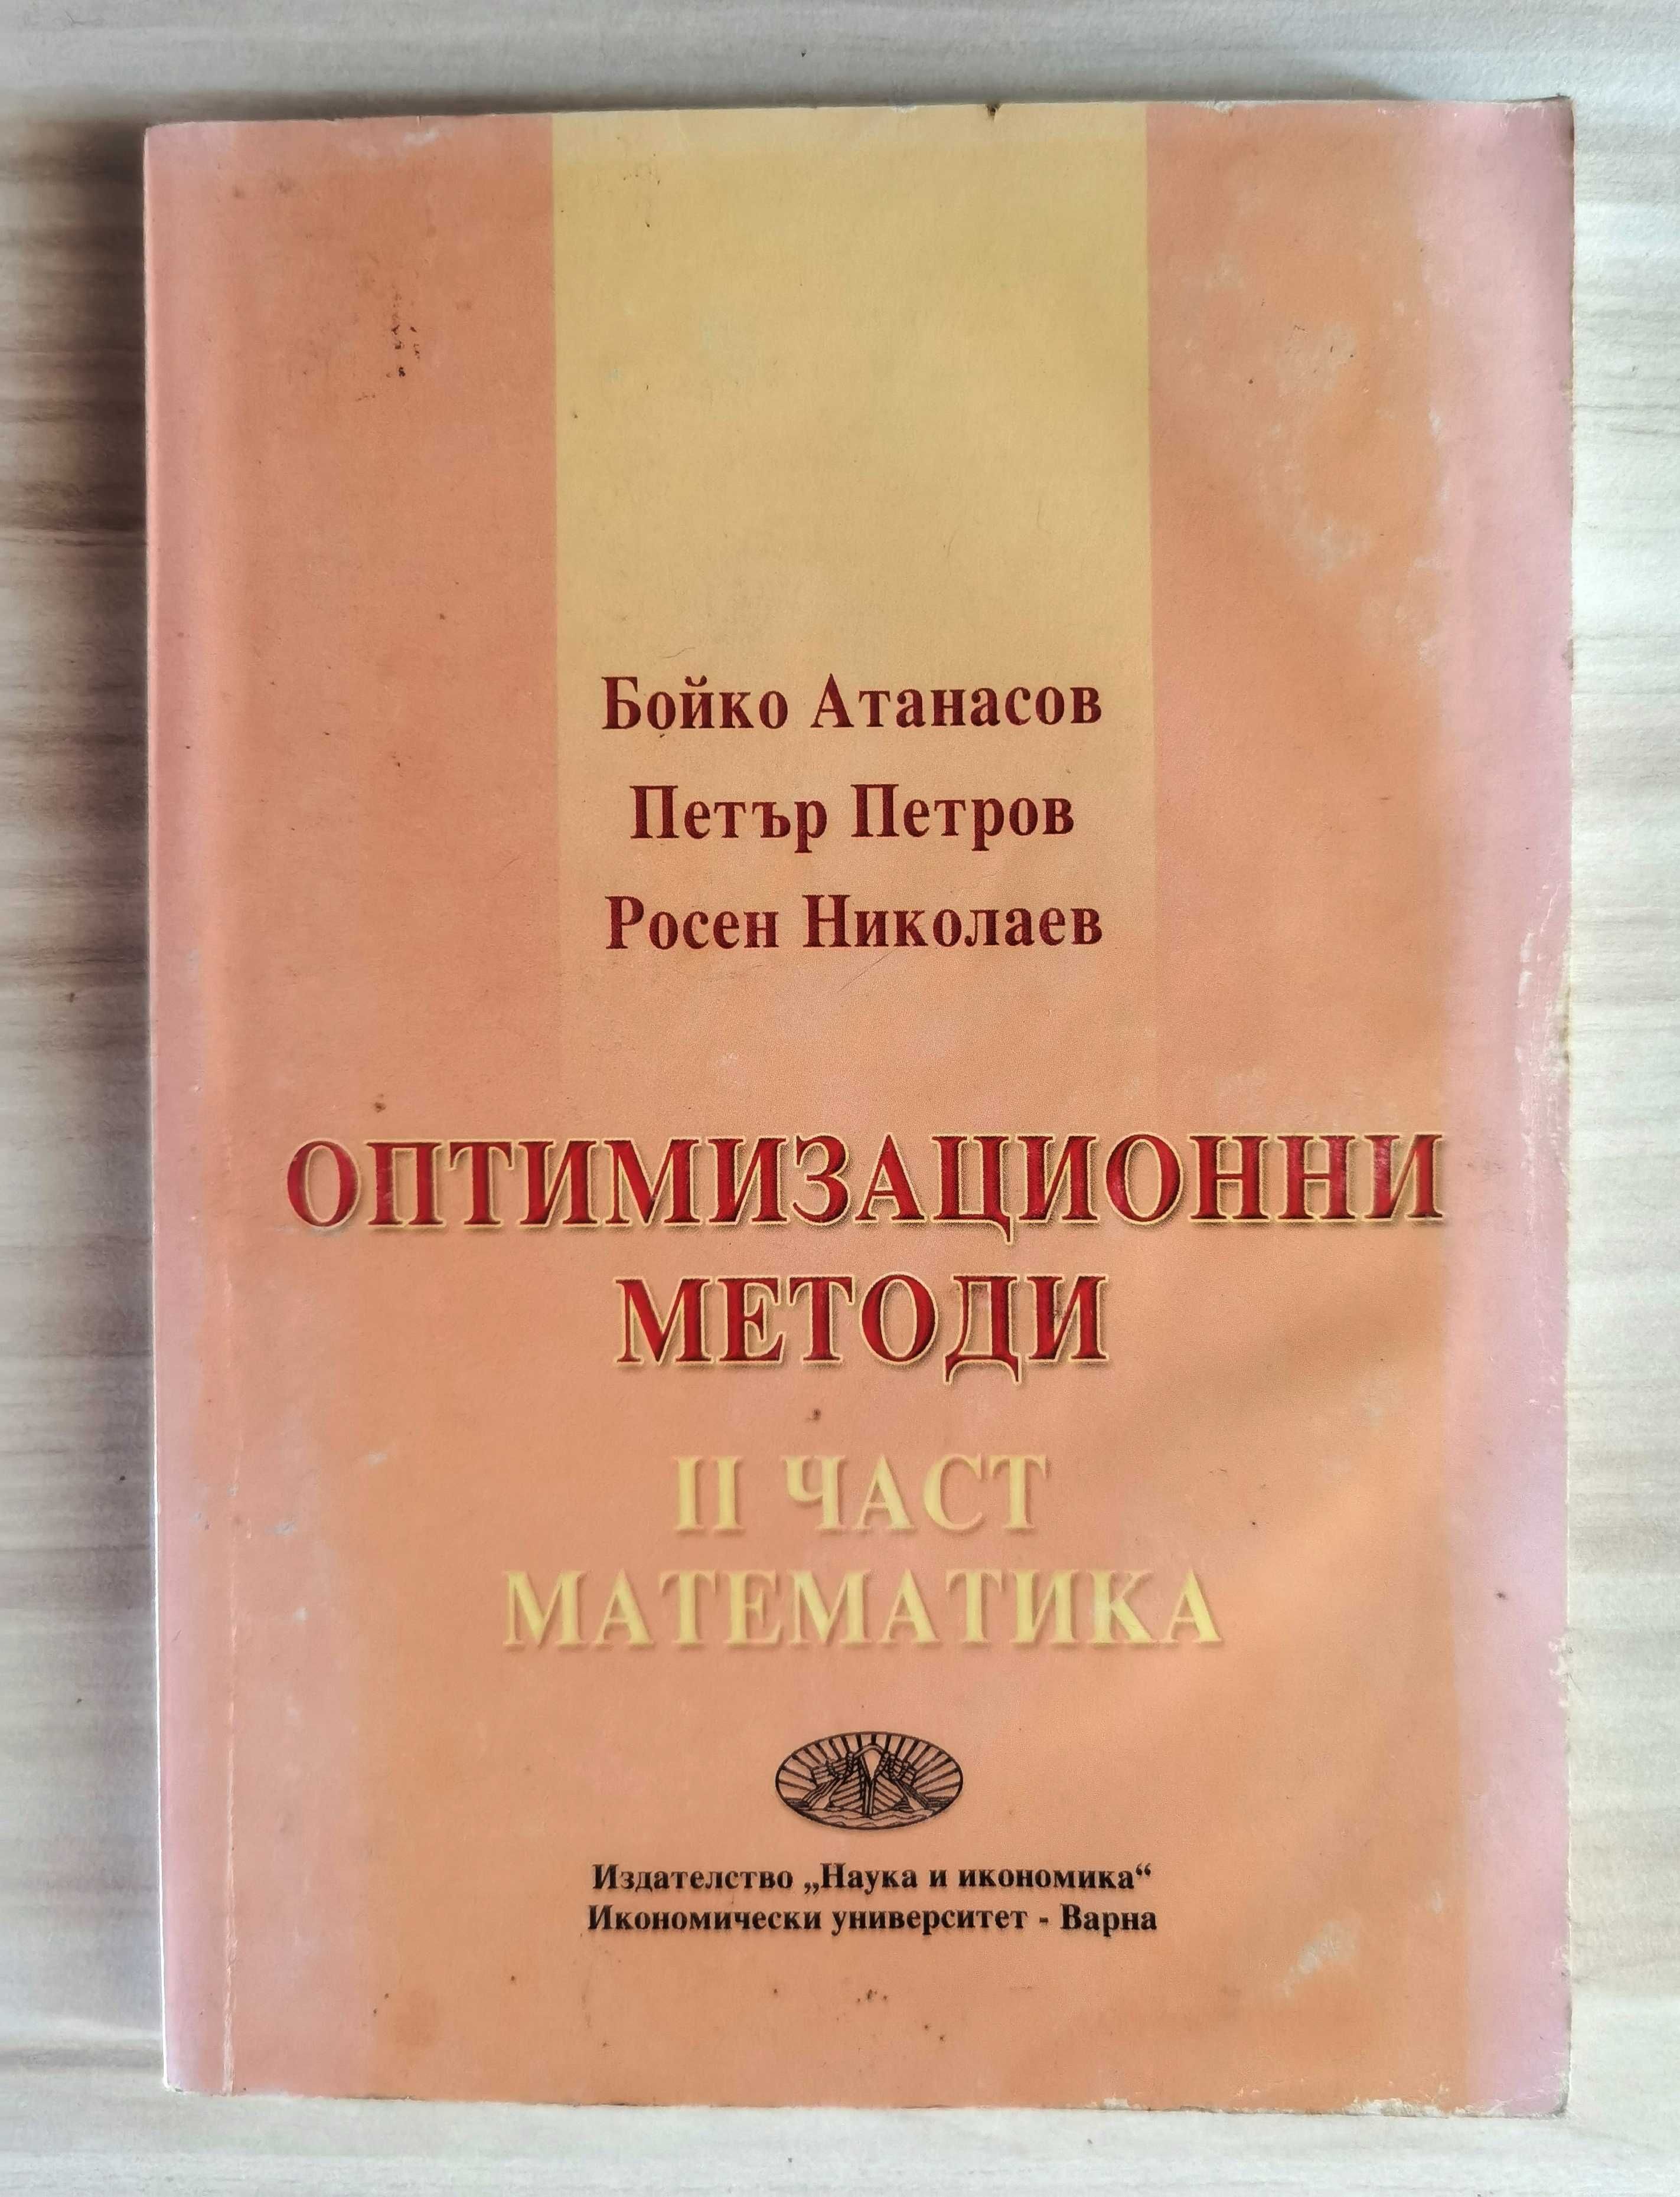 Бойко Атанасов
Петър Петров
Росен Николаев
ОПТИМИЗАЦИОННИ
МЕТОДИ
II ЧАСТ
МАТЕМАТИКА
Издателство „Наука и икономика“
Икономически университет - Варна